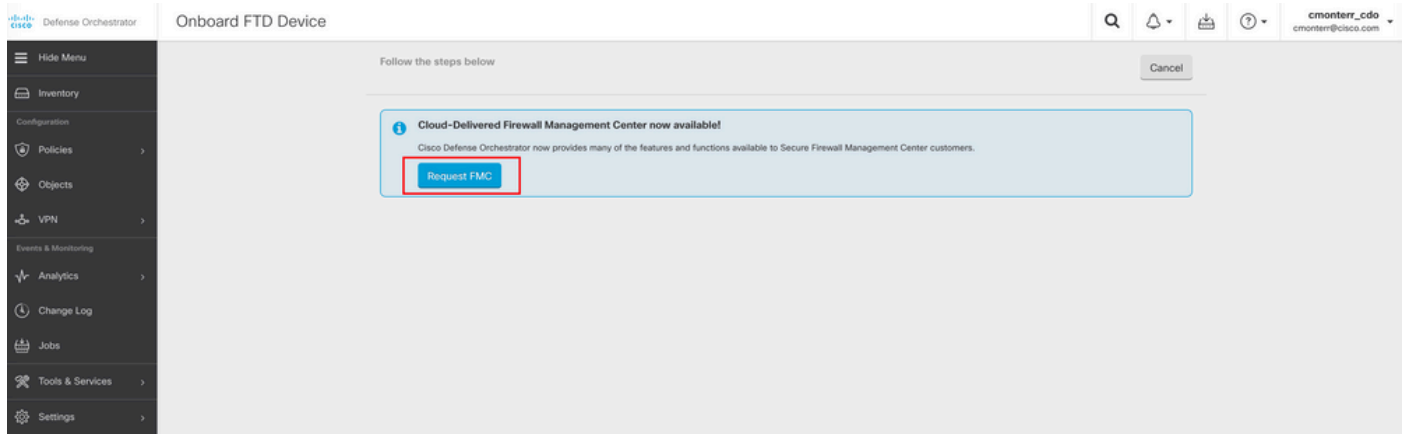 CISCO Defense Orchestrator
Onboard FTD Device
cmonterr_cdo
cmonterr@cisco.com
Hide Menu
Inventory
Configuration
Policies
Objects
VPN
Events & Monitoring
Analytics
Change Log
Jobs
Tools & Services
Settings
Follow the steps below
Cancel
Cloud-Delivered Firewall Management Center now available!
Cisco Defense Orchestrator now provides many of the features and functions available to Secure Firewall Management Center customers.
Request FMC